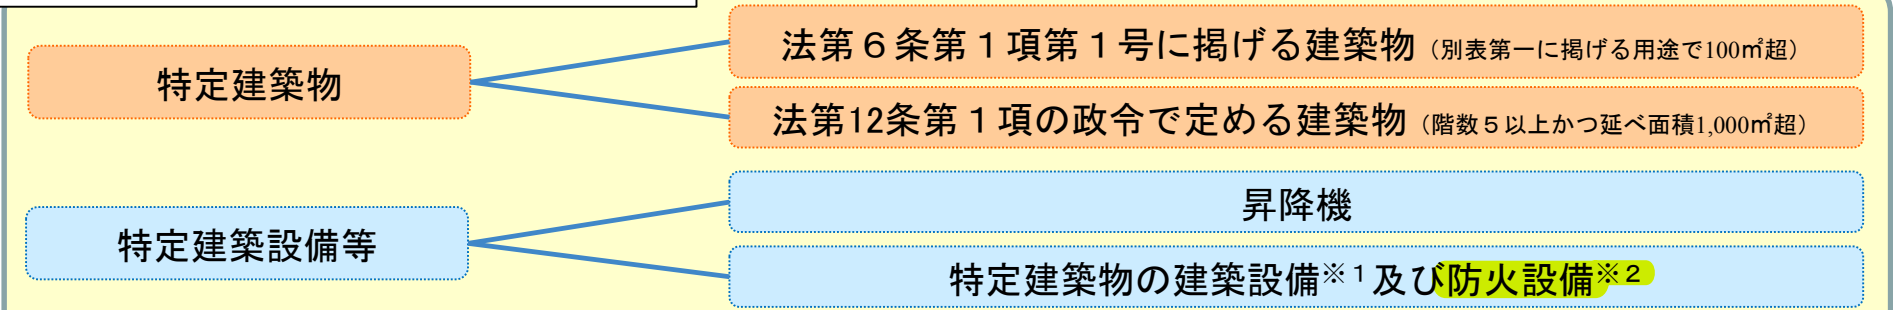 特定建築物
法第６条第１項第１号に掲げる建築物（別表第一に掲げる用途で100㎡超）
法第12条第１項の政令で定める建築物（階数５以上かつ延べ面積1,000㎡超）
特定建築設備等
昇降機
特定建築物の建築設備※１及び防火設備※２